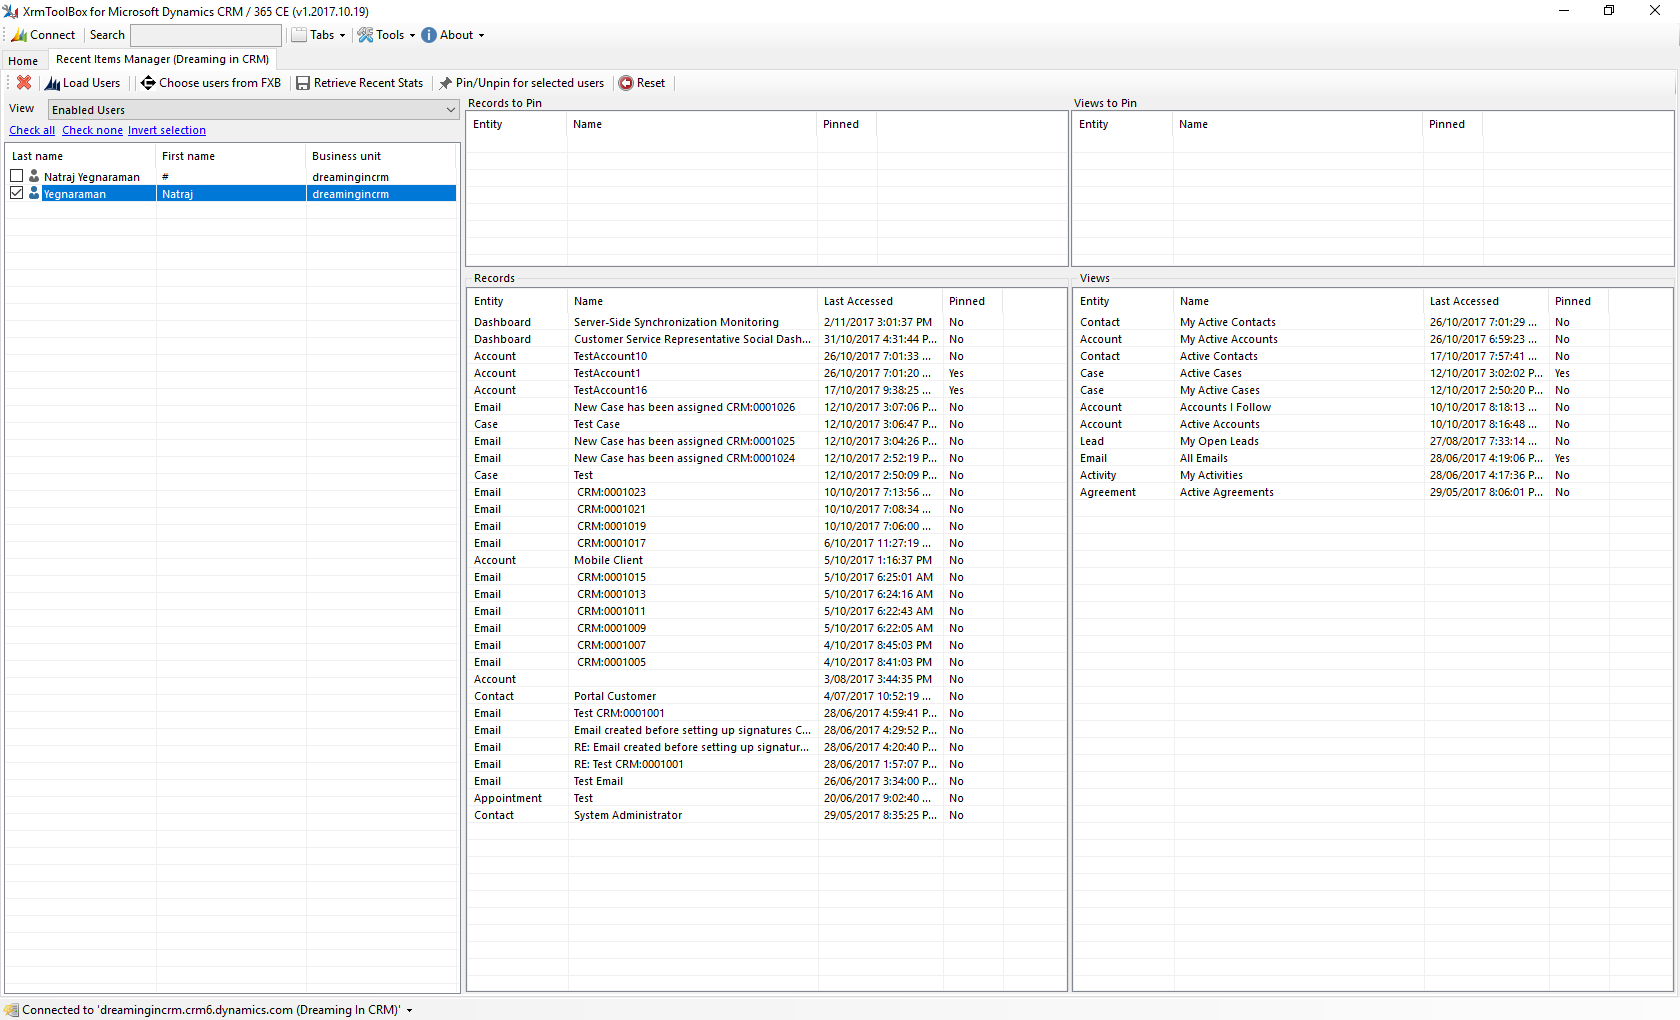 XrmToolBox for Microsoft Dynamics CRM / 365 CE (v1.2017.10.19)
Connect Search Tabs Tools About
Home Recent Items Manager (Dreaming in CRM)
Load Users Choose users from FXB Retrieve Recent Stats Pin/Unpin for selected users Reset
View Enabled Users
Check all Check none Invert selection
Last name First name Business unit
Natraj Yegnaraman # dreamingincrm
Yegnaraman Natraj dreamingincrm
Records to Pin
Entity Name Pinned
Views to Pin
Entity Name Pinned
Records
Entity Name Last Accessed Pinned
Dashboard Server-Side Synchronization Monitoring 2/11/2017 3:01:37 PM No
Dashboard Customer Service Representative Social Dash... 31/10/2017 4:31:44 P... No
Account TestAccount10 26/10/2017 7:01:33 ... No
Account TestAccount1 26/10/2017 7:01:20 ... Yes
Account TestAccount16 17/10/2017 9:38:25 ... Yes
Email New Case has been assigned CRM:0001026 12/10/2017 3:07:06 P... No
Case Test Case 12/10/2017 3:06:47 P... No
Email New Case has been assigned CRM:0001025 12/10/2017 3:04:26 P... No
Email New Case has been assigned CRM:0001024 12/10/2017 2:52:19 P... No
Case Test 12/10/2017 2:50:09 P... No
Email CRM:0001023 10/10/2017 7:13:56 ... No
Email CRM:0001021 10/10/2017 7:08:34 ... No
Email CRM:0001019 10/10/2017 7:06:00 ... No
Email CRM:0001017 6/10/2017 11:27:19 ... No
Account Mobile Client 5/10/2017 1:16:37 PM No
Email CRM:0001015 5/10/2017 6:25:01 AM No
Email CRM:0001013 5/10/2017 6:24:16 AM No
Email CRM:0001011 5/10/2017 6:22:43 AM No
Email CRM:0001009 5/10/2017 6:22:05 AM No
Email CRM:0001007 4/10/2017 8:45:03 PM No
Email CRM:0001005 4/10/2017 8:41:03 PM No
Account 3/08/2017 3:44:35 PM No
Contact Portal Customer 4/07/2017 10:52:19 ... No
Email Test CRM:0001001 28/06/2017 4:59:41 P... No
Email Email created before setting up signatures C... 28/06/2017 4:29:52 P... No
Email RE: Email created before setting up signatur... 28/06/2017 4:20:40 P... No
Email RE: Test CRM:0001001 28/06/2017 1:57:07 P... No
Email Test Email 26/06/2017 3:34:00 P... No
Appointment Test 20/06/2017 9:02:40 ... No
Contact System Administrator 29/05/2017 8:35:25 P... No
Views
Entity Name Last Accessed Pinned
Contact My Active Contacts 26/10/2017 7:01:29 ... No
Account My Active Accounts 26/10/2017 6:59:23 ... No
Contact Active Contacts 17/10/2017 7:57:41 ... No
Case Active Cases 12/10/2017 3:02:02 P... Yes
Case My Active Cases 12/10/2017 2:50:20 P... No
Account Accounts I Follow 10/10/2017 8:18:13 ... No
Account Active Accounts 10/10/2017 8:16:48 ... No
Lead My Open Leads 27/08/2017 7:33:14 ... No
Email All Emails 28/06/2017 4:19:06 P... Yes
Activity My Activities 28/06/2017 4:17:36 P... No
Agreement Active Agreements 29/05/2017 8:06:01 P... No
Connected to 'dreamingincrm.crm6.dynamics.com (Dreaming In CRM)'